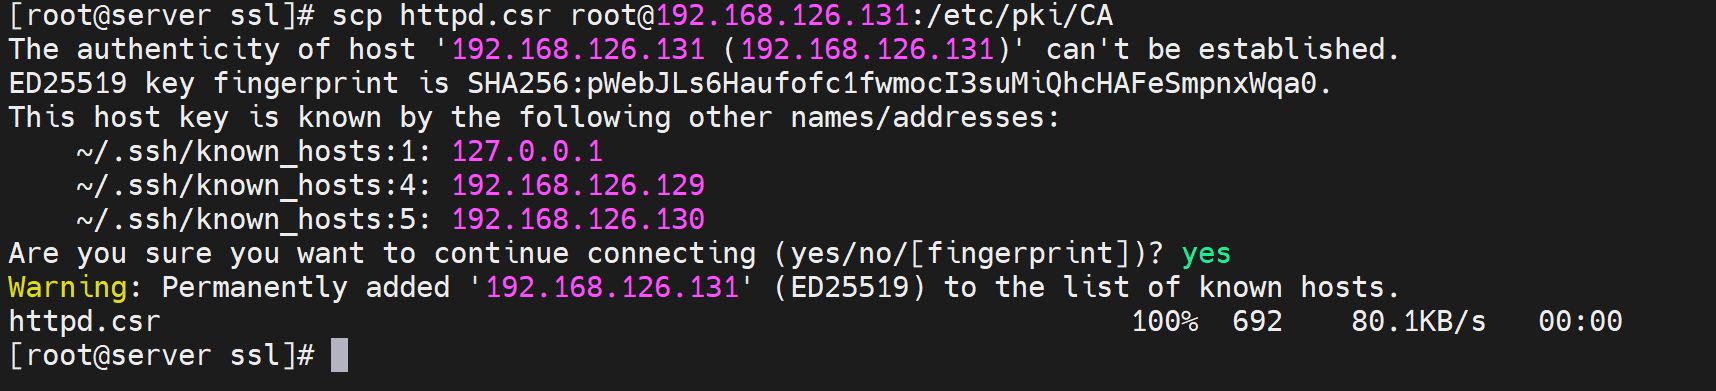 [root@server ssl]# scp httpd.csr root@192.168.126.131:/etc/pki/CA
The authenticity of host '192.168.126.131 (192.168.126.131)' can't be established.
ED25519 key fingerprint is SHA256:pWebJLs6Haufofc1fwmocI3suMiQhcHAFeSmpnxWqa0.
This host key is known by the following other names/addresses:
    ~/.ssh/known_hosts:1: 127.0.0.1
    ~/.ssh/known_hosts:4: 192.168.126.129
    ~/.ssh/known_hosts:5: 192.168.126.130
Are you sure you want to continue connecting (yes/no/[fingerprint])? yes
Warning: Permanently added '192.168.126.131' (ED25519) to the list of known hosts.
httpd.csr                                                                100%  692    80.1KB/s   00:00
[root@server ssl]#